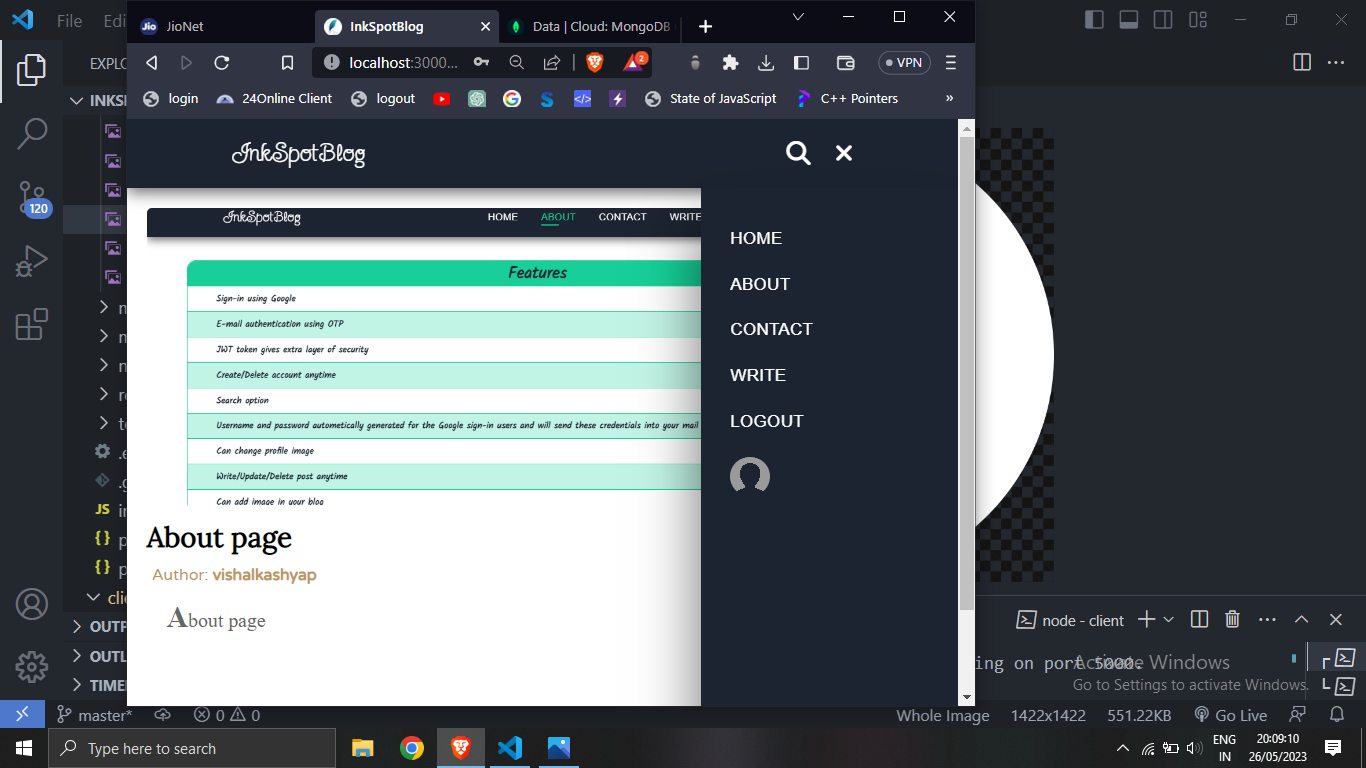 File
Edi
JioNet
InkSpotBlog
Data | Cloud: MongoDB
EXPLO
localhost:3000...
2
VPN
INKSP
login
24Online Client
logout
State of JavaScript
C++ Pointers
»
InkSpotBlog
120
InkSpotBlog
HOME
ABOUT
CONTACT
WRITE
Features
Sign-in using Google
E-mail authentication using OTP
JWT token gives extra layer of security
Create/Delete account anytime
Search option
Username and password autometically generated for the Google sign-in users and will send these credentials into your mail
Can change profile image
Write/Update/Delete post anytime
Can add image in your blog
HOME
ABOUT
CONTACT
WRITE
LOGOUT
About page
Author: vishalkashyap
About page
JS
clie
OUTP
OUTL
TIMEL
node - client
ing on port 5000.
Activate Windows
Go to Settings to activate Windows.
master*
0
0
Whole Image
1422x1422
551.22KB
Go Live
Type here to search
ENG
IN
20:09:10
26/05/2023